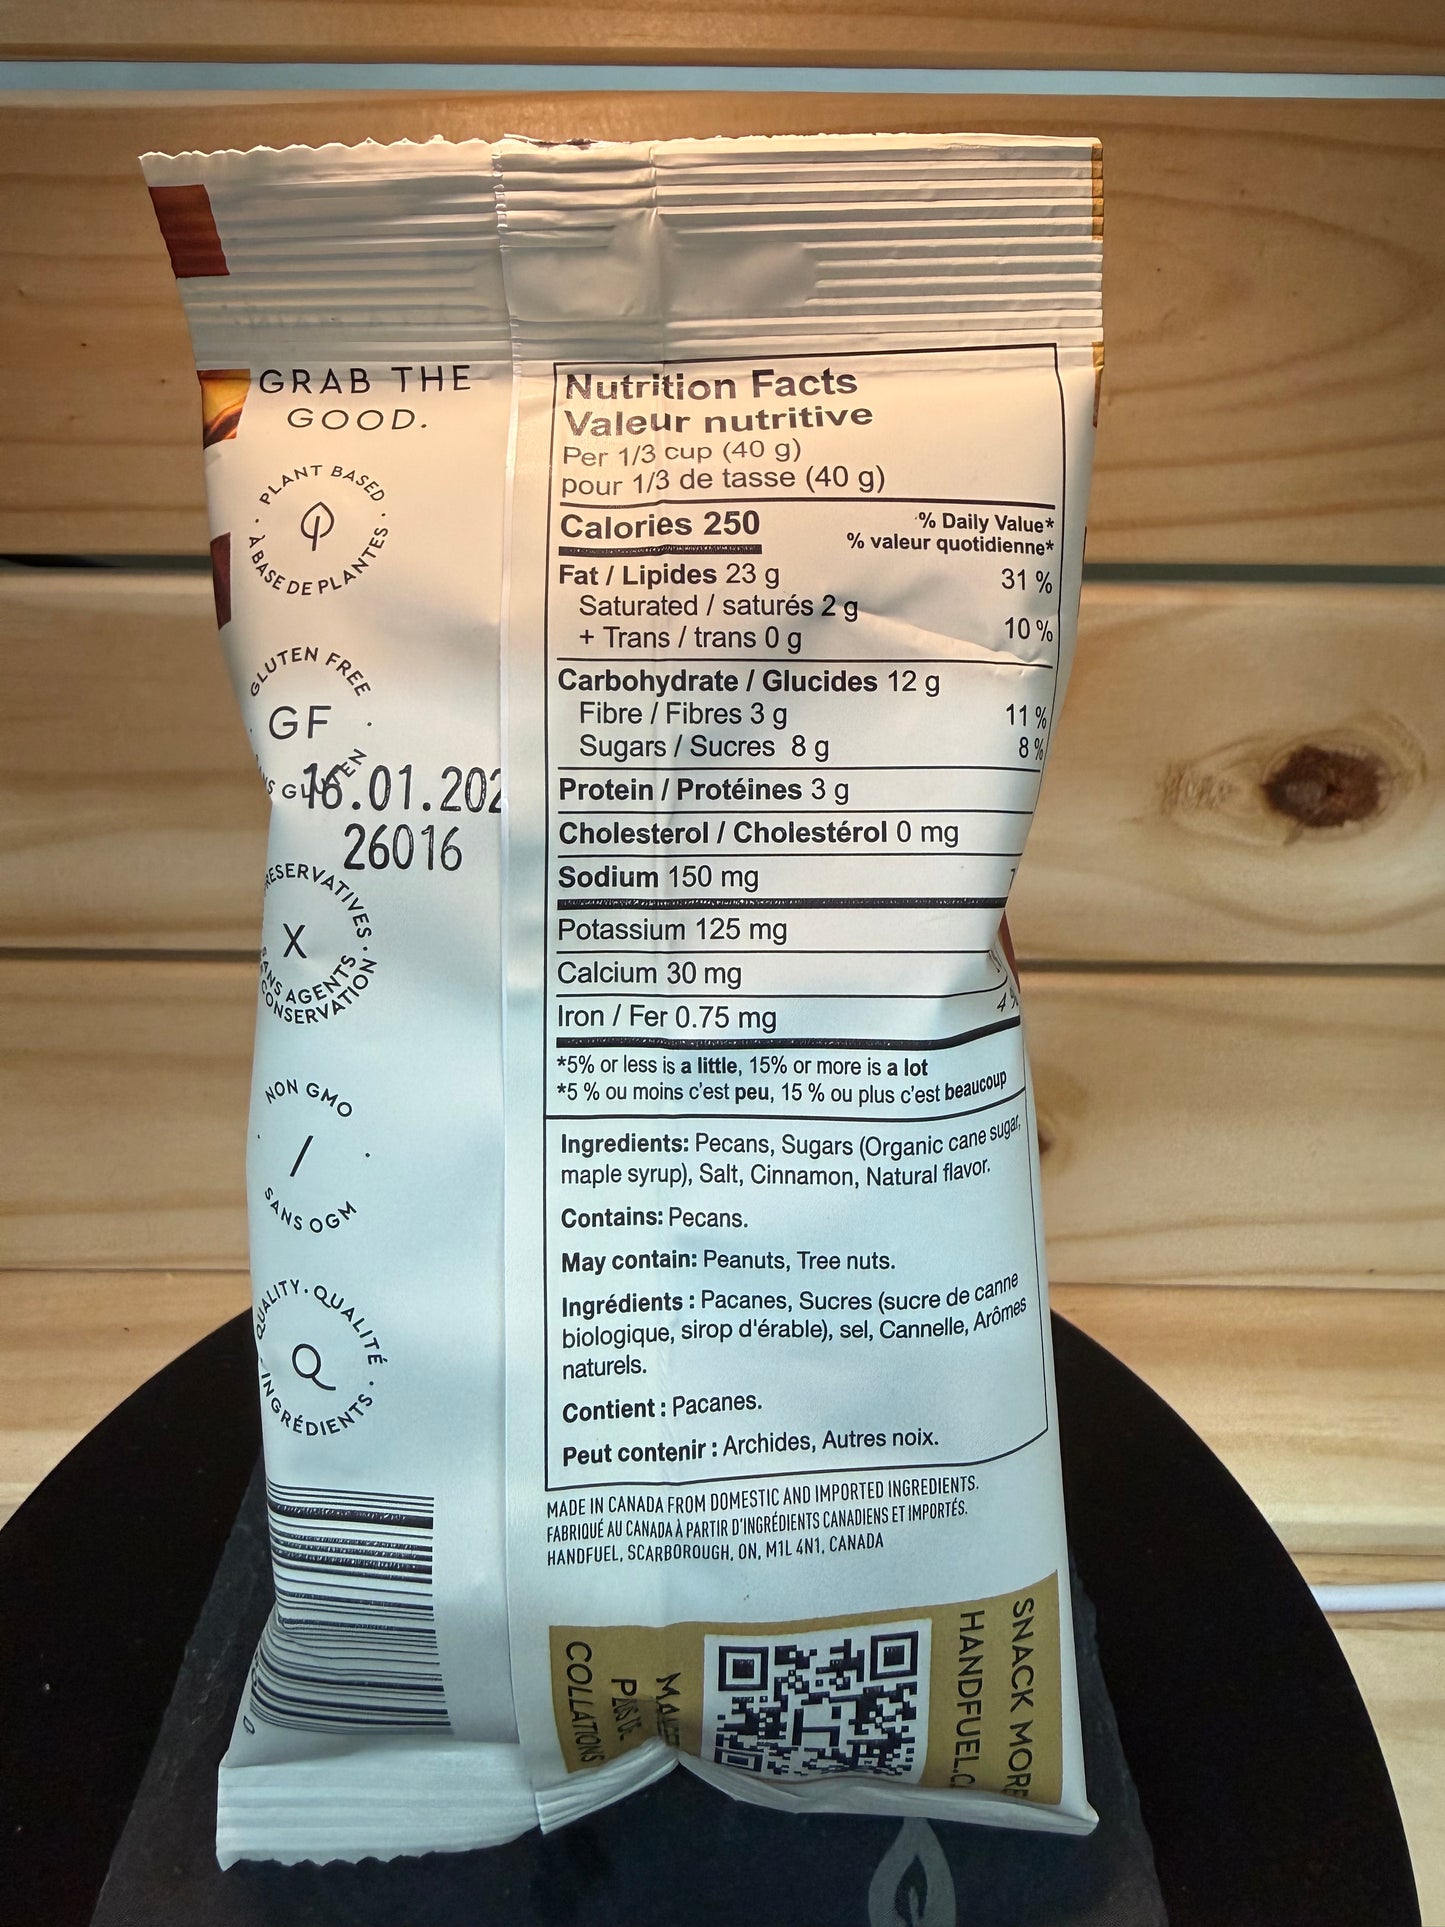 GRAB THE
GOOD.
PLANT BASED
À BASE DE PLANTES
GLUTEN FREE
GF
GLUTEN
16.01.202
26016
X
SANS AGENTS
CONSERVATION
NON GMO
/
SANS OGM
QUALITY · QUALITÉ
Q
INGRÉDIENTS
Nutrition Facts
Valeur nutritive
Per 1/3 cup (40 g)
pour 1/3 de tasse (40 g)
Calories 250
% Daily Value*
% valeur quotidienne*
Fat / Lipides 23 g 31 %
Saturated / saturés 2 g
+ Trans / trans 0 g 10 %
Carbohydrate / Glucides 12 g
Fibre / Fibres 3 g 11 %
Sugars / Sucres 8 g 8 %
Protein / Protéines 3 g
Cholesterol / Cholestérol 0 mg
Sodium 150 mg
Potassium 125 mg
Calcium 30 mg
Iron / Fer 0.75 mg 4 %
*5% or less is a little, 15% or more is a lot
*5 % ou moins c'est peu, 15 % ou plus c'est beaucoup
Ingredients: Pecans, Sugars (Organic cane sugar,
maple syrup), Salt, Cinnamon, Natural flavor.
Contains: Pecans.
May contain: Peanuts, Tree nuts.
Ingrédients : Pacanes, Sucres (sucre de canne
biologique, sirop d'érable), sel, Cannelle, Arômes
naturels.
Contient : Pacanes.
Peut contenir : Archides, Autres noix.
MADE IN CANADA FROM DOMESTIC AND IMPORTED INGREDIENTS.
FABRIQUÉ AU CANADA À PARTIR D'INGRÉDIENTS CANADIENS ET IMPORTÉS.
HANDFUEL, SCARBOROUGH, ON, M1L 4N1, CANADA
SNACK MORE
HANDFUEL.C
COLLATIONS